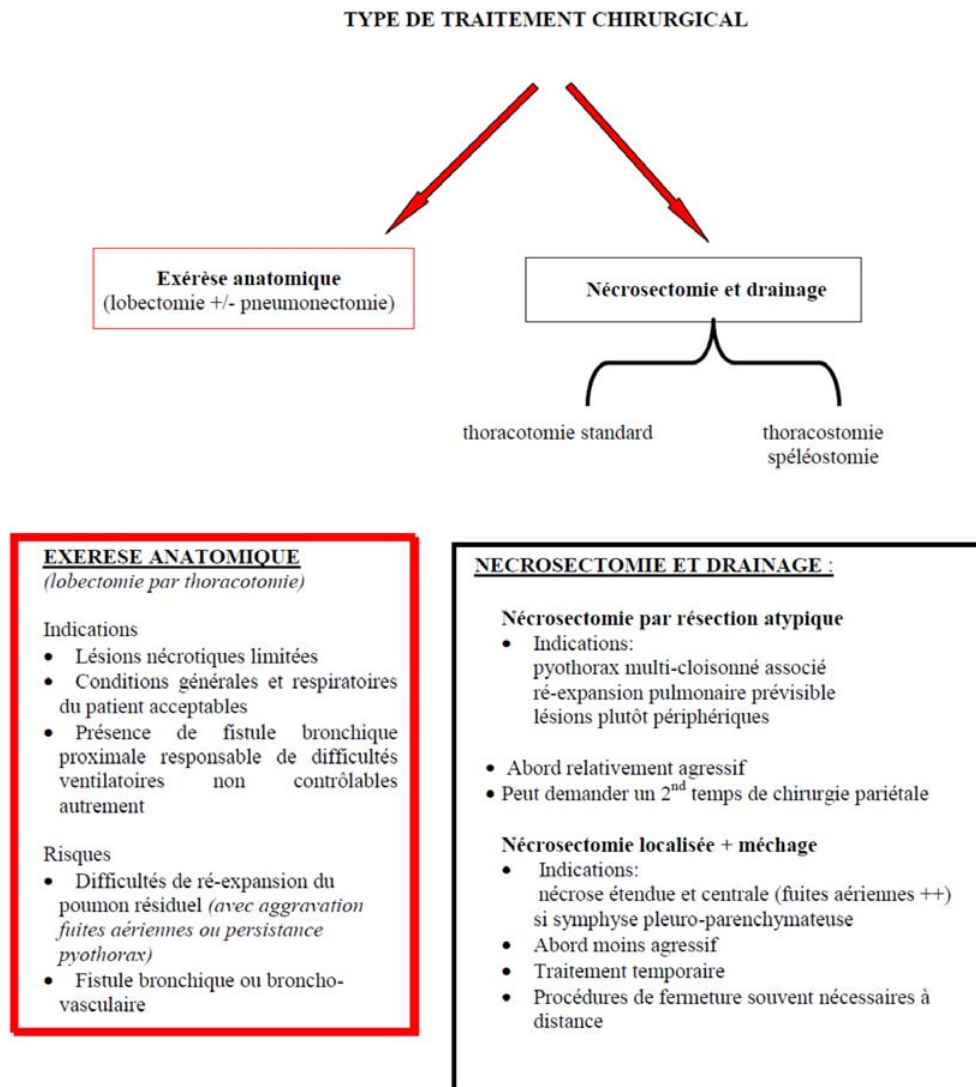 TYPE DE TRAITEMENT CHIRURGICAL
Exérèse anatomique
(lobectomie +/- pneumonectomie)
Nécrosectomie et drainage
thoracotomie standard
thoracostomie
spéléostomie
EXERESE ANATOMIQUE
(lobectomie par thoracotomie)
Indications
• Lésions nécrotiques limitées
• Conditions générales et respiratoires
du patient acceptables
• Présence de fistule bronchique
proximale responsable de difficultés
ventilatoires non contrôlables
autrement
Risques
• Difficultés de ré-expansion du
poumon résiduel (avec aggravation
fuites aériennes ou persistance
pyothorax)
• Fistule bronchique ou broncho-
vasculaire
NECROSECTOMIE ET DRAINAGE :
Nécrosectomie par résection atypique
• Indications:
pyothorax multi-cloisonné associé
ré-expansion pulmonaire prévisible
lésions plutôt périphériques
• Abord relativement agressif
• Peut demander un 2nd temps de chirurgie pariétale
Nécrosectomie localisée + méchage
• Indications:
nécrose étendue et centrale (fuites aériennes ++)
si symphyse pleuro-parenchymateuse
• Abord moins agressif
• Traitement temporaire
• Procédures de fermeture souvent nécessaires à
distance